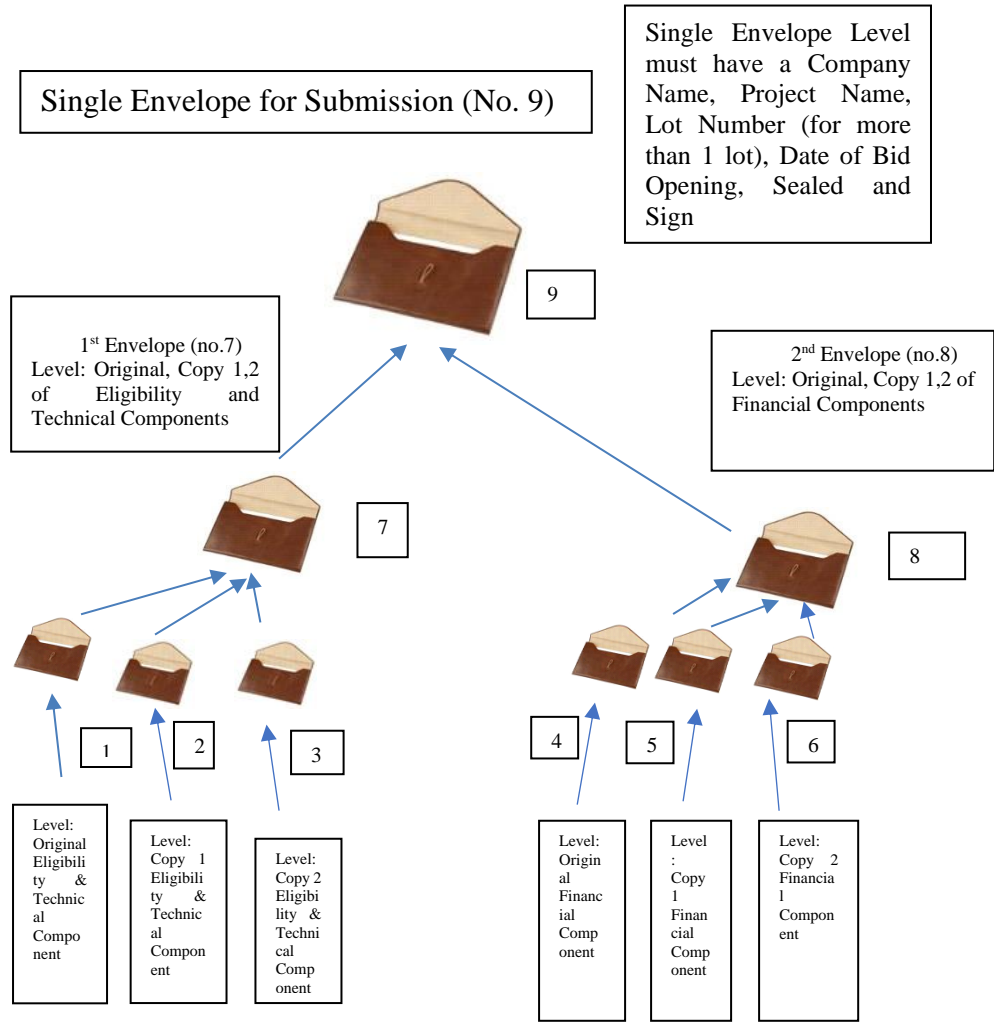 Single Envelope for Submission (No. 9)
Single Envelope Level
must have a Company
Name, Project Name,
Lot Number (for more
than 1 lot), Date of Bid
Opening, Sealed and
Sign
9
1st Envelope (no.7)
Level: Original, Copy 1,2
of Eligibility and
Technical Components
2nd Envelope (no.8)
Level: Original, Copy 1,2 of
Financial Components
7
8
1
2
3
4
5
6
Level:
Original
Eligibili
ty &
Technic
al
Compo
nent
Level:
Copy 1
Eligibili
ty &
Technic
al
Compon
ent
Level:
Copy 2
Eligibi
lity &
Techni
cal
Comp
onent
Level:
Origin
al
Financ
ial
Comp
onent
Level
:
Copy
1
Finan
cial
Comp
onent
Level:
Copy 2
Financia
l
Compon
ent